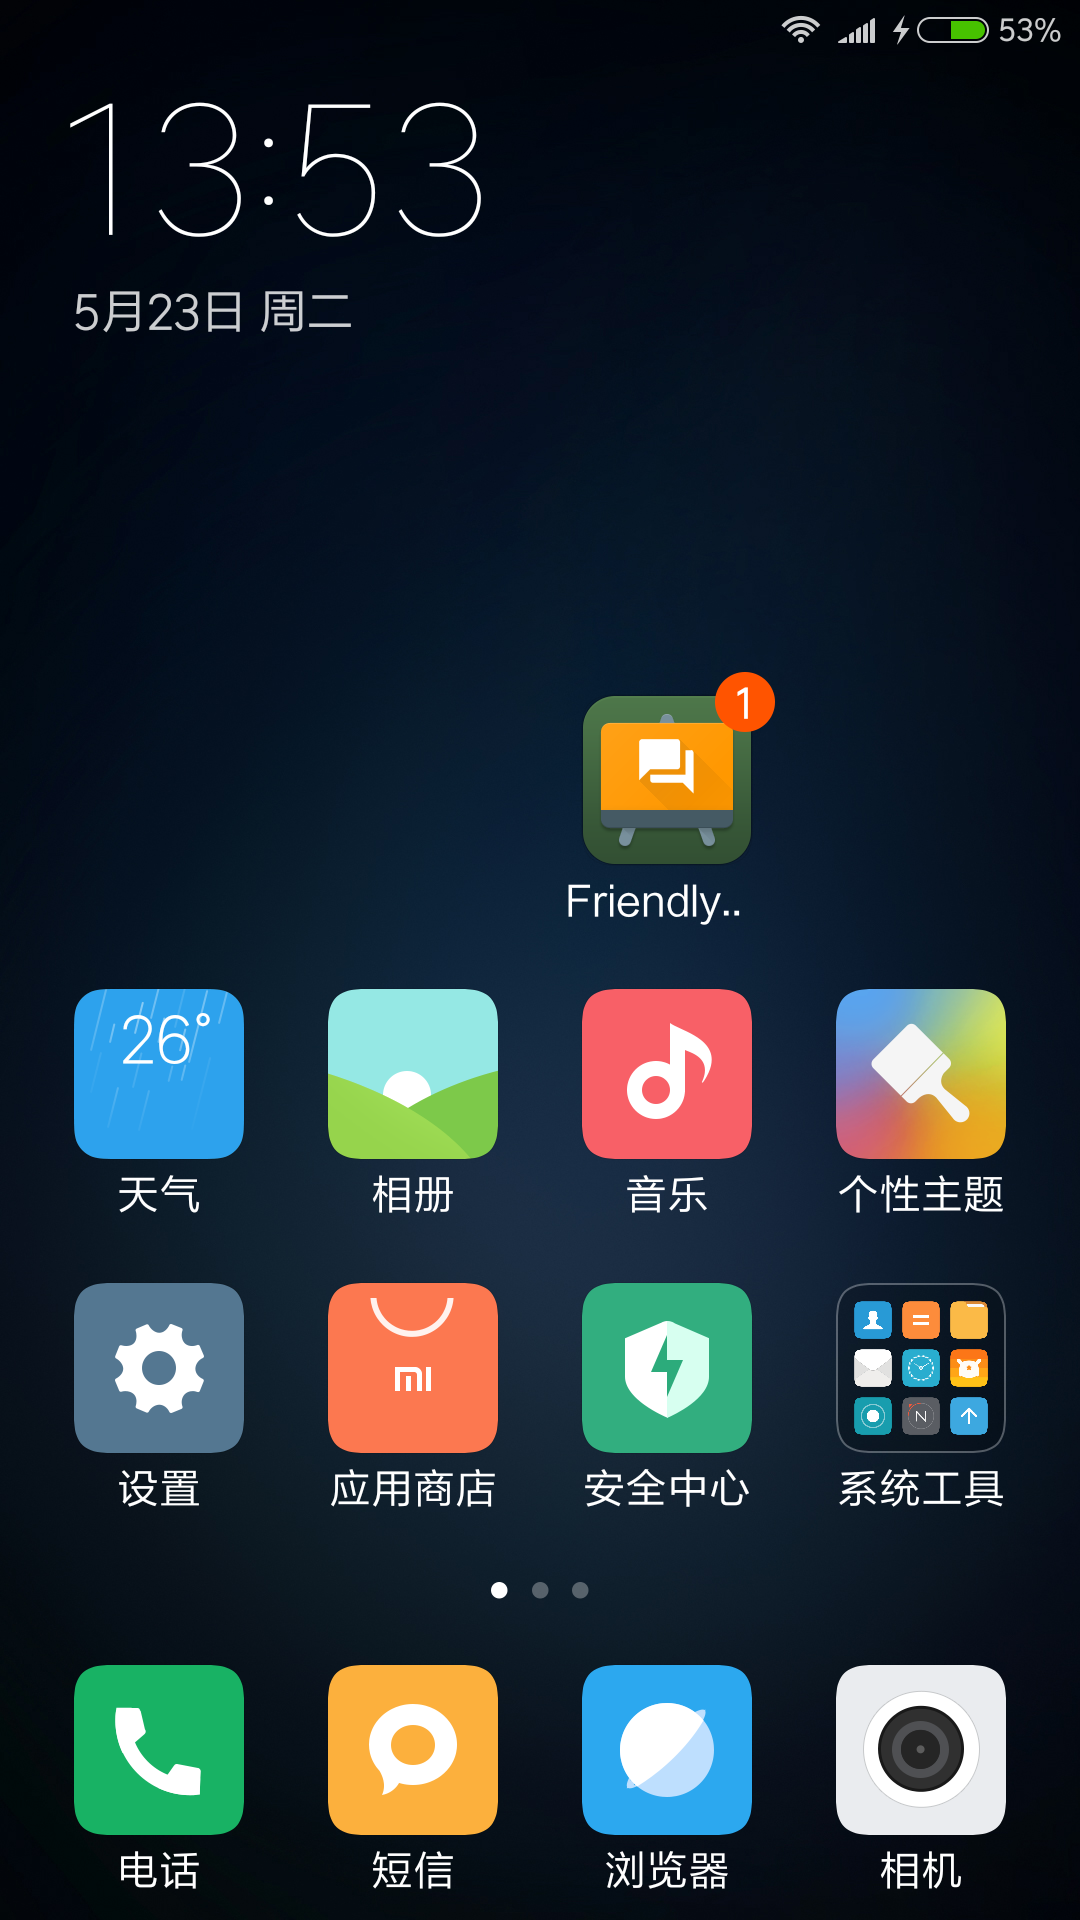 53%
13:53
5月23日 周二
1
Friendly..
26°
天气
相册
音乐
个性主题
mi
N
设置
应用商店
安全中心
系统工具
电话
短信
浏览器
相机